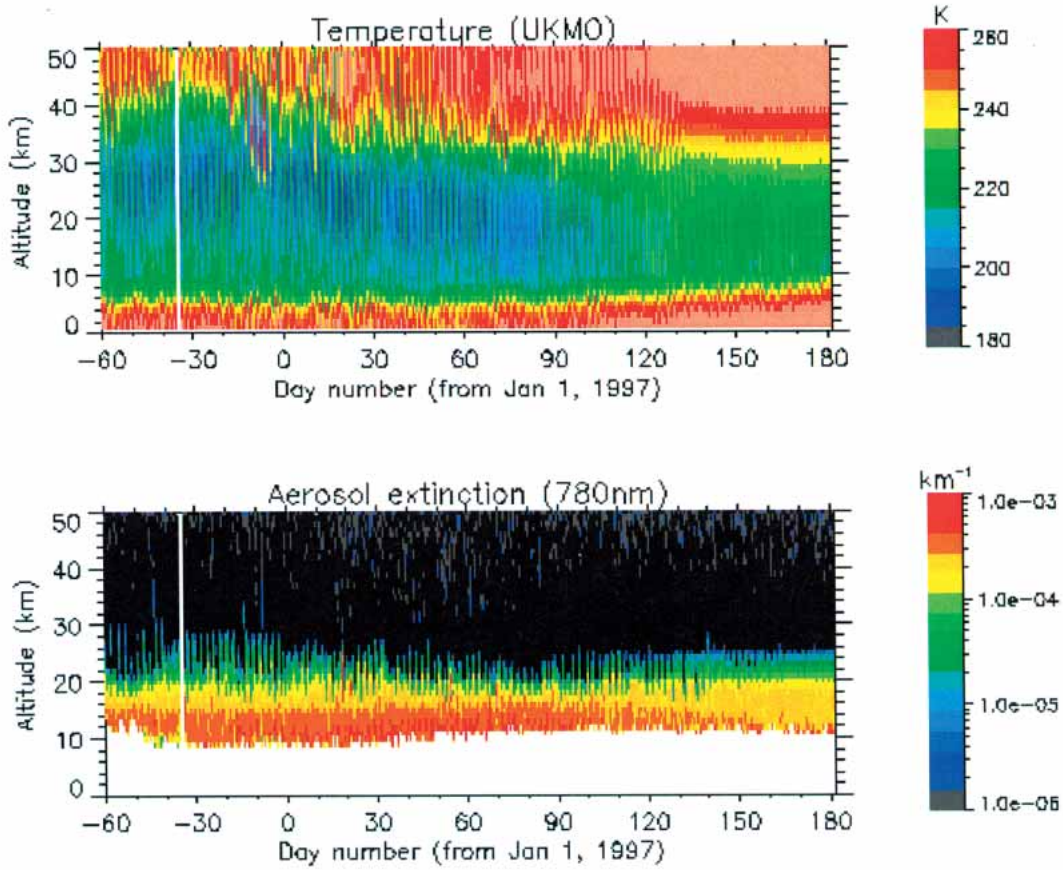 Temperature (UKMO)
K
50
40
30
20
10
0
Altitude (km)
-60 -30 0 30 60 90 120 150 180
Day number (from Jan 1, 1997)
260
240
220
200
180
Aerosol extinction (780nm)
km⁻¹
50
40
30
20
10
0
Altitude (km)
-60 -30 0 30 60 90 120 150 180
Day number (from Jan 1, 1997)
1.0e-03
1.0e-04
1.0e-05
1.0e-06